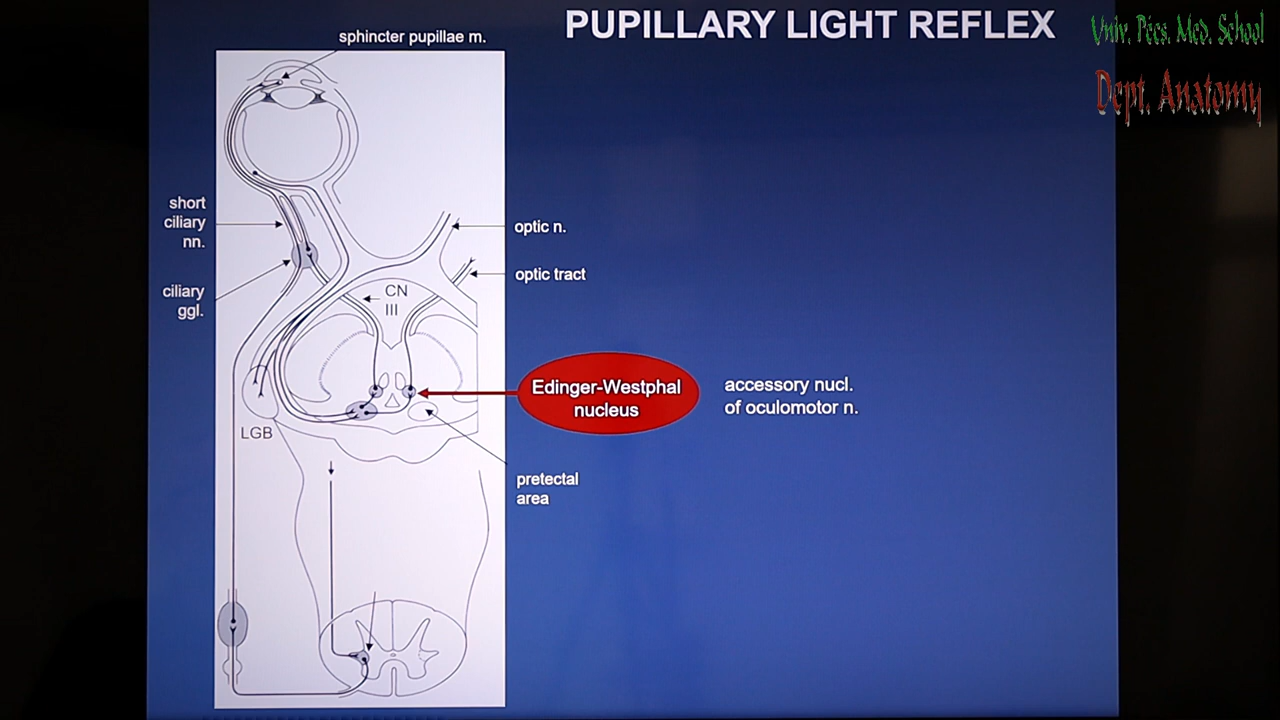 PUPILLARY LIGHT REFLEX
Univ. Pécs. Med. School
Dept. Anatomy
sphincter pupillae m.
short
ciliary
nn.
optic n.
optic tract
ciliary
ggl.
CN
III
Edinger-Westphal
nucleus
accessory nucl.
of oculomotor n.
LGB
pretectal
area